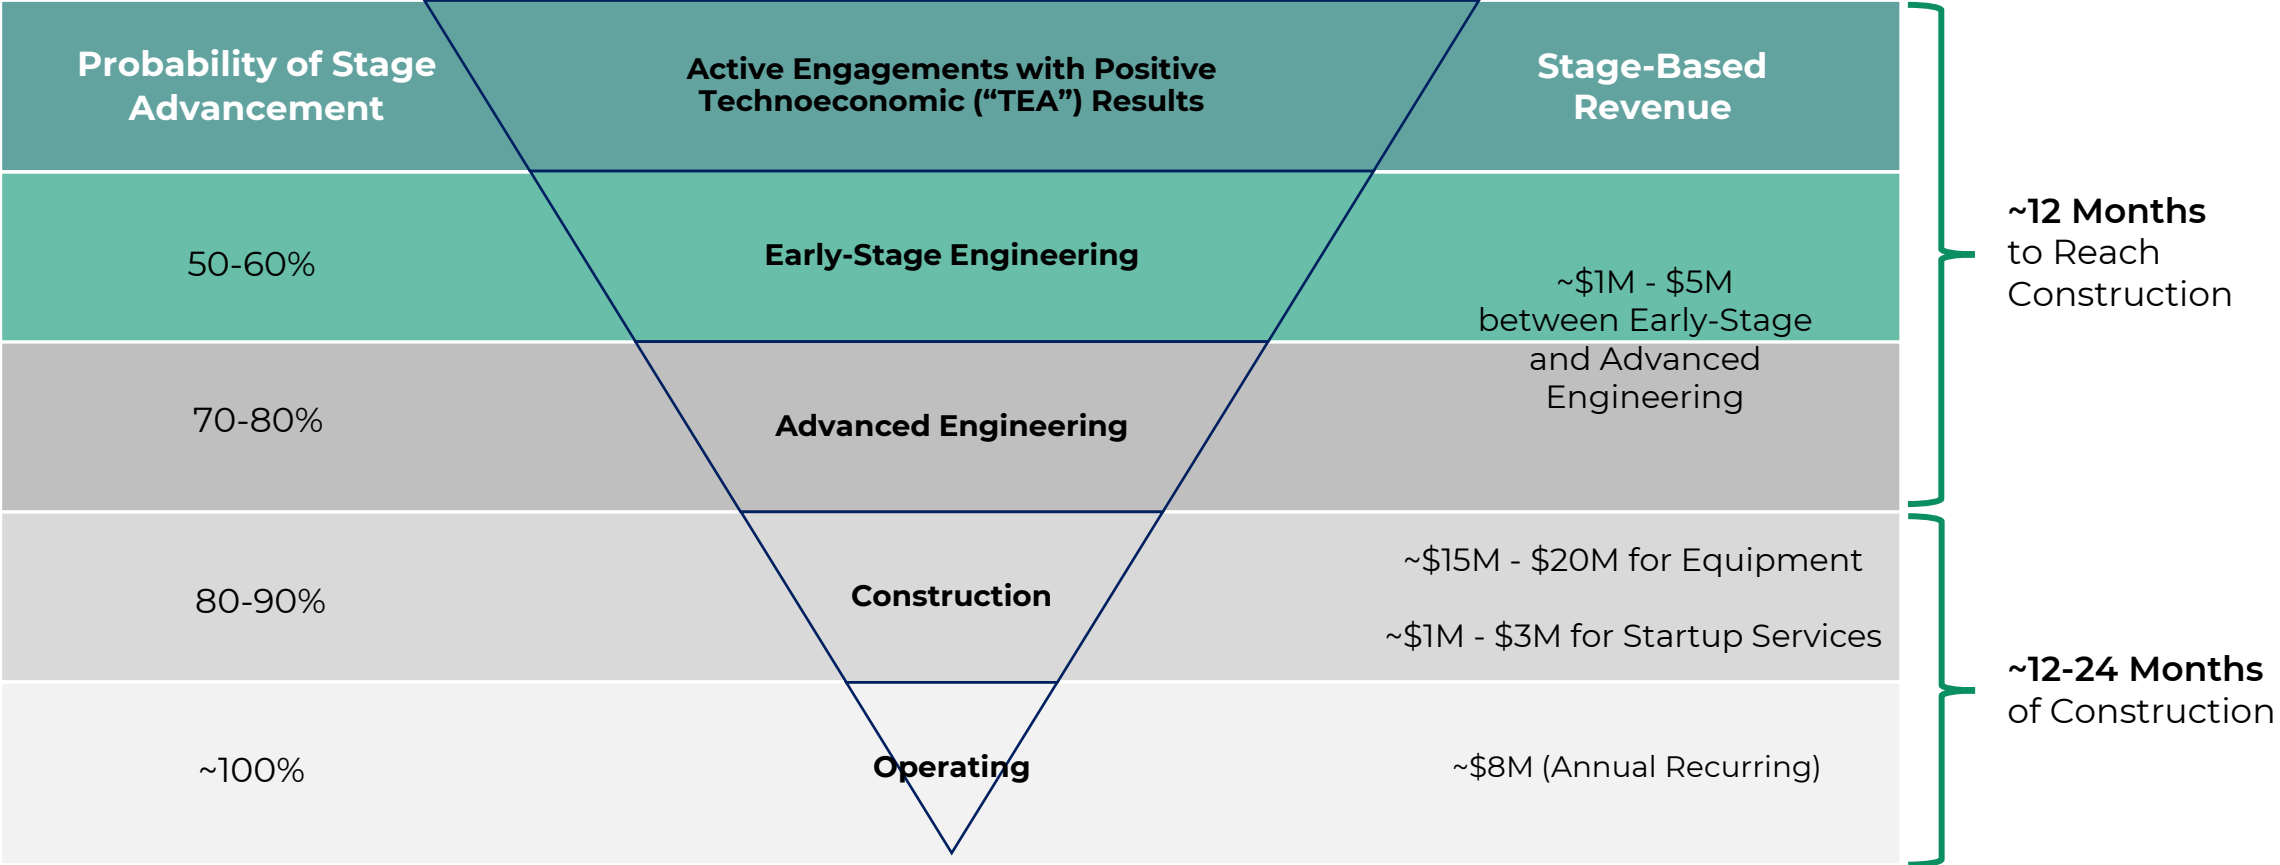 Probability of Stage
Advancement
Active Engagements with Positive
Technoeconomic (“TEA”) Results
Stage-Based
Revenue
50-60%
Early-Stage Engineering
~$1M - $5M
between Early-Stage
and Advanced
Engineering
70-80%
Advanced Engineering
~12 Months
to Reach
Construction
80-90%
Construction
~$15M - $20M for Equipment
~$1M - $3M for Startup Services
~100%
Operating
~$8M (Annual Recurring)
~12-24 Months
of Construction